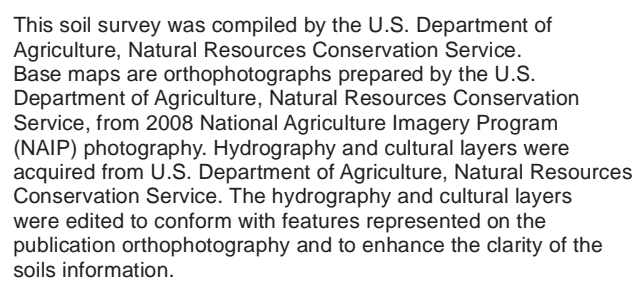 This soil survey was compiled by the U.S. Department of
Agriculture, Natural Resources Conservation Service.
Base maps are orthophotographs prepared by the U.S.
Department of Agriculture, Natural Resources Conservation
Service, from 2008 National Agriculture Imagery Program
(NAIP) photography. Hydrography and cultural layers were
acquired from U.S. Department of Agriculture, Natural Resources
Conservation Service. The hydrography and cultural layers
were edited to conform with features represented on the
publication orthophotography and to enhance the clarity of the
soils information.